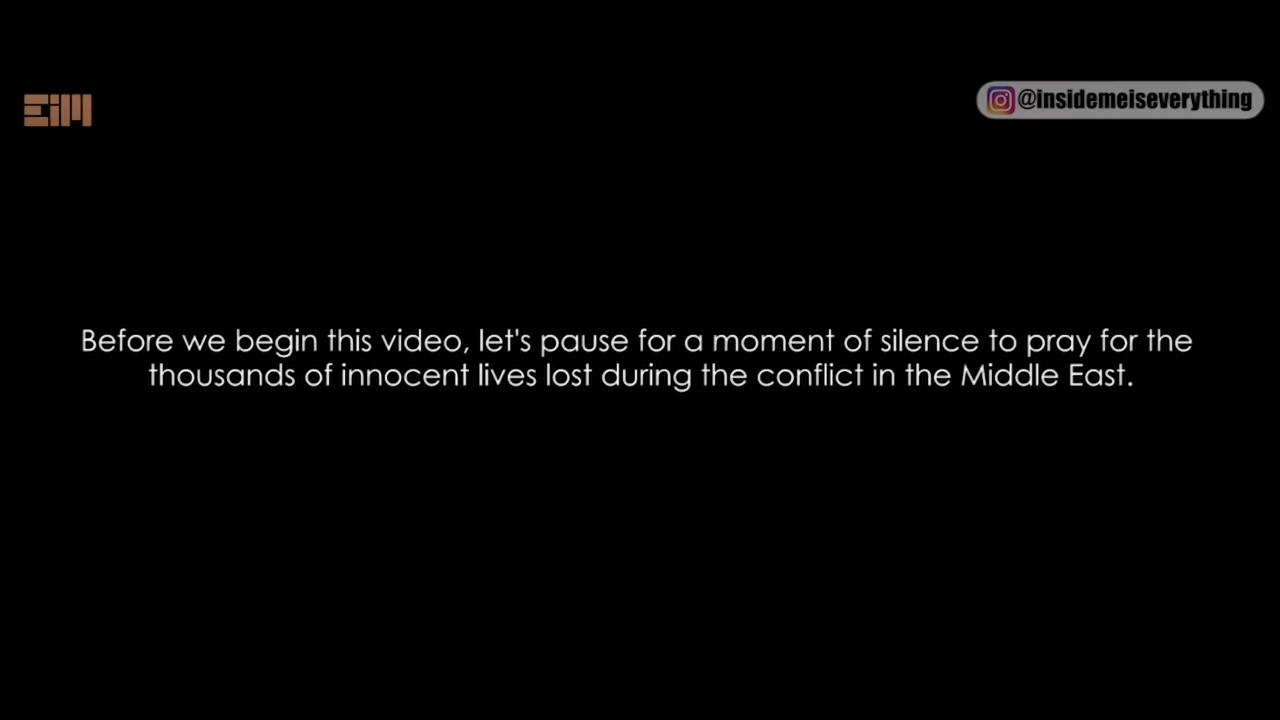 EiM
@insidemeiseverything
Before we begin this video, let's pause for a moment of silence to pray for the
thousands of innocent lives lost during the conflict in the Middle East.